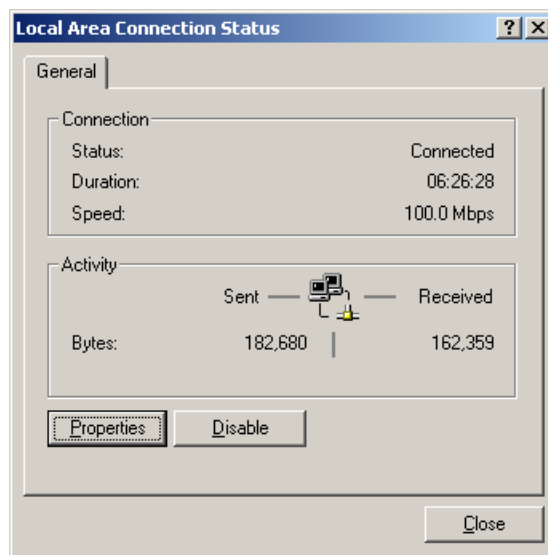 Local Area Connection Status
General
Connection
Status: Connected
Duration: 06:26:28
Speed: 100.0 Mbps
Activity
Sent Received
Bytes: 182,680 162,359
Properties Disable
Close